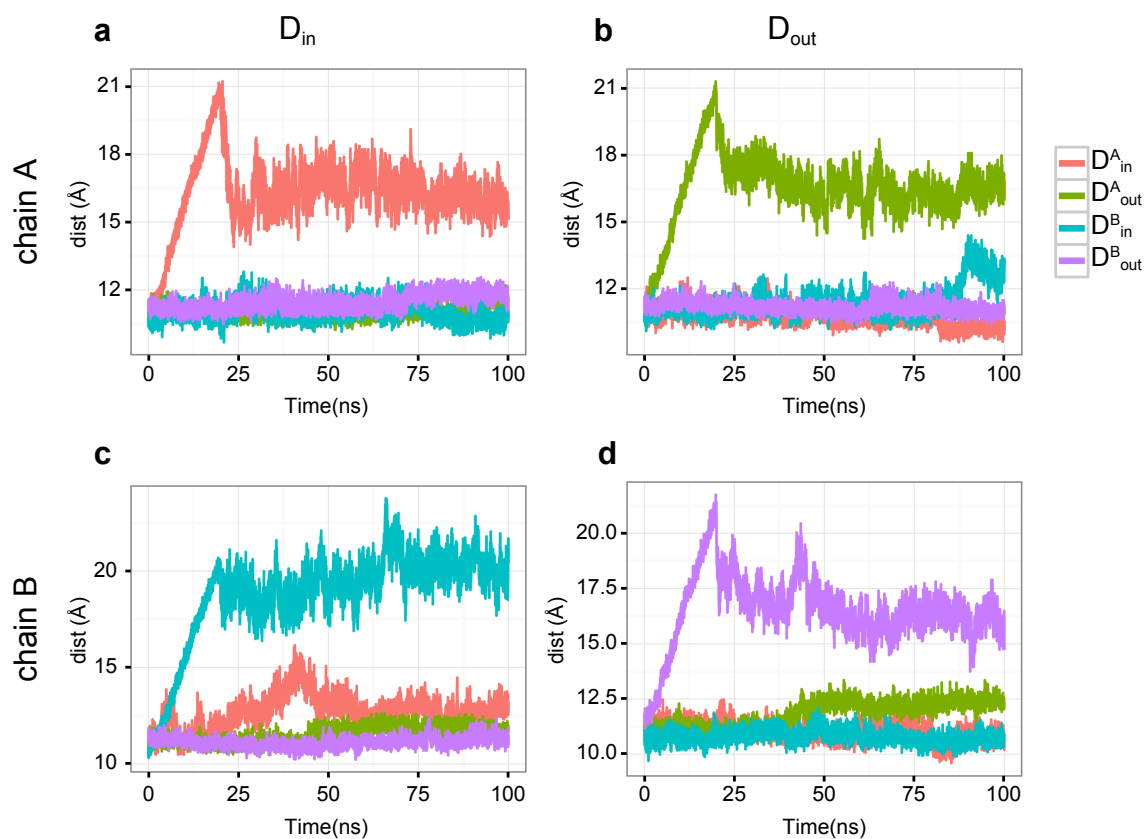 a D_in b D_out
chain A
dist (Å)
21
18
15
12
0 25 50 75 100
Time(ns)
dist (Å)
21
18
15
12
0 25 50 75 100
Time(ns)
D^A_in
D^A_out
D^B_in
D^B_out
c d
chain B
dist (Å)
20
15
10
0 25 50 75 100
Time(ns)
dist (Å)
20.0
17.5
15.0
12.5
10.0
0 25 50 75 100
Time(ns)